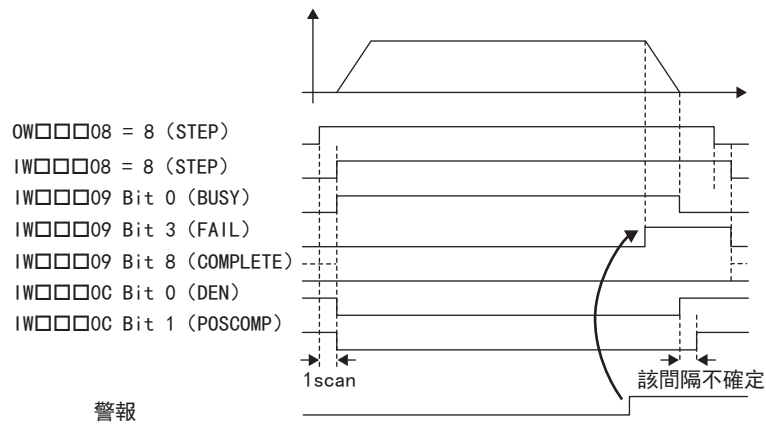 OW□□□08 = 8 (STEP)
IW□□□08 = 8 (STEP)
IW□□□09 Bit 0 (BUSY)
IW□□□09 Bit 3 (FAIL)
IW□□□09 Bit 8 (COMPLETE)
IW□□□0C Bit 0 (DEN)
IW□□□0C Bit 1 (POSCOMP)
1scan
該間隔不確定
警報